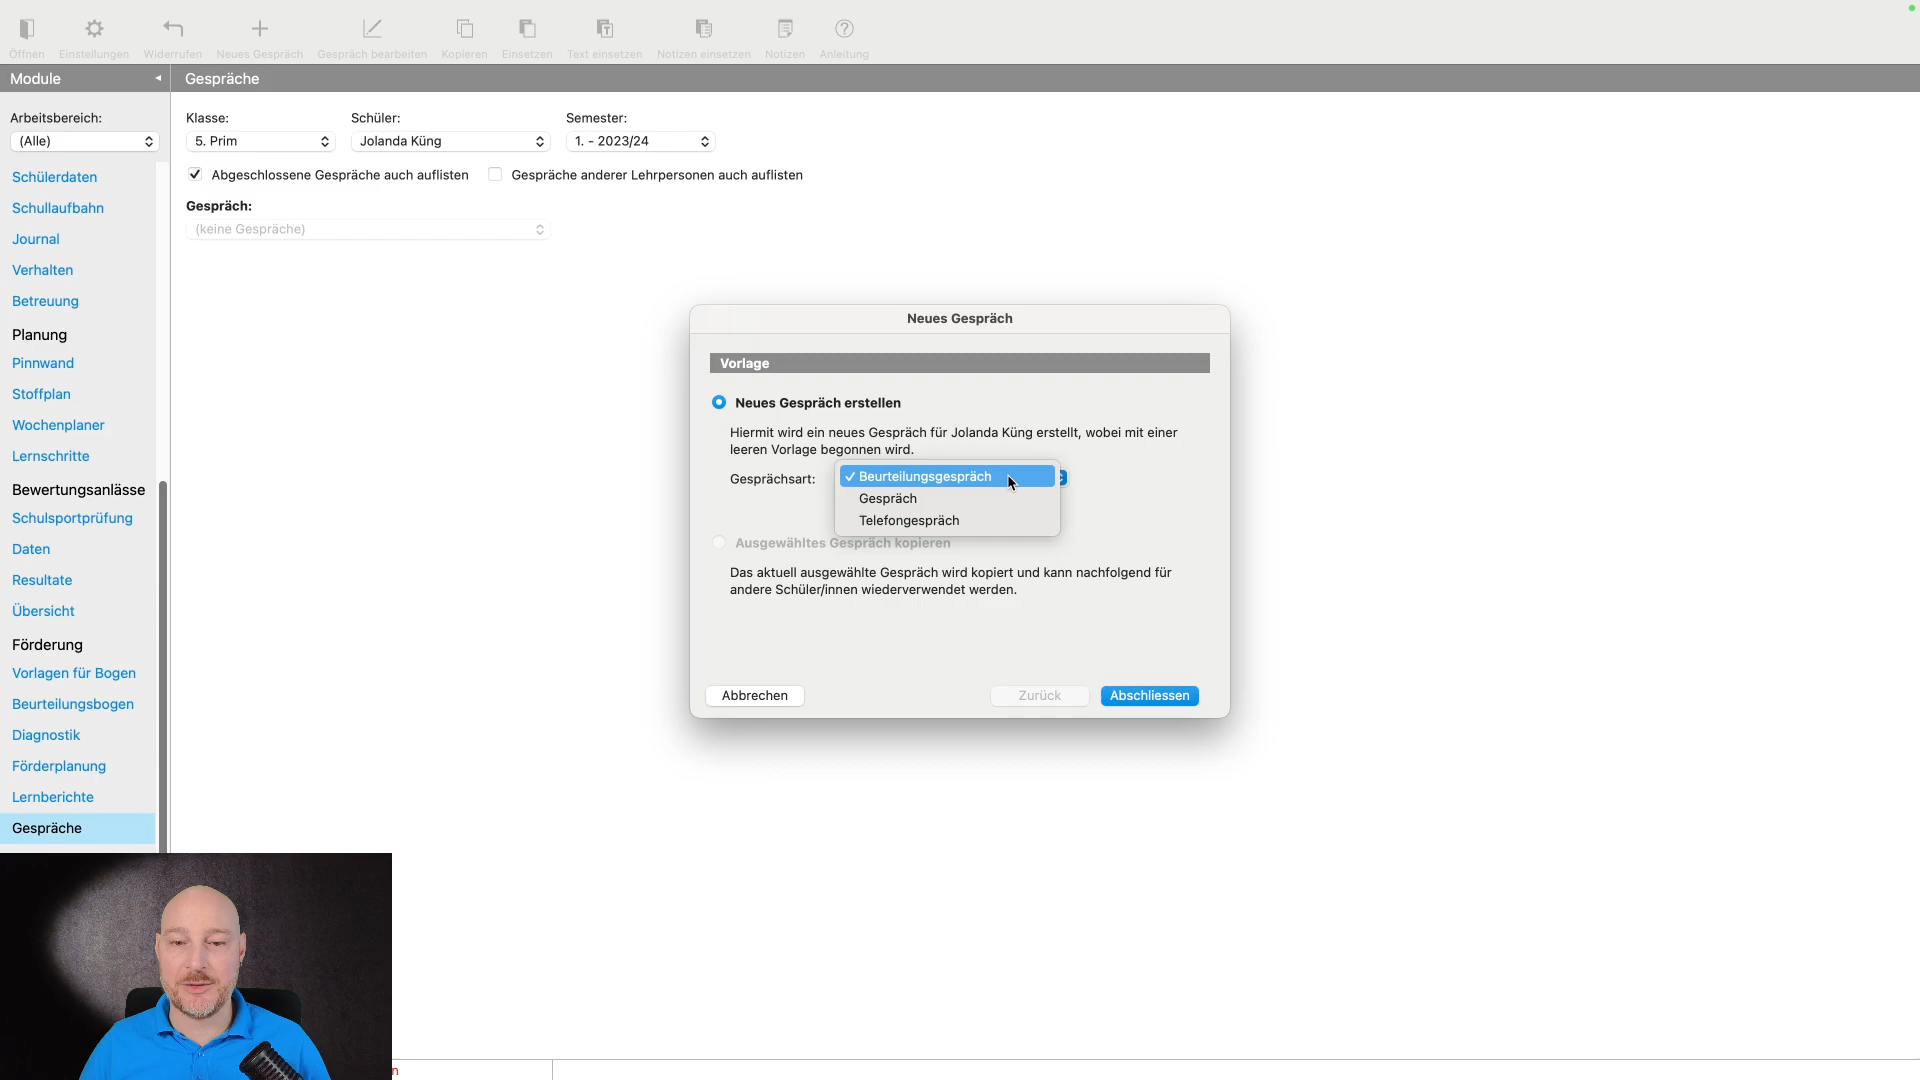 Öffnen Einstellungen Widerrufen Neues Gespräch Gespräch bearbeiten Kopieren Einsetzen Text einsetzen Notizen einsetzen Notizen Anleitung
Module
Gespräche
Arbeitsbereich:
(Alle)
Klasse:
5. Prim
Schüler:
Jolanda Küng
Semester:
1. - 2023/24
Abgeschlossene Gespräche auch auflisten
Gespräche anderer Lehrpersonen auch auflisten
Gespräch:
(keine Gespräche)
Schülerdaten
Schullaufbahn
Journal
Verhalten
Betreuung
Planung
Pinnwand
Stoffplan
Wochenplaner
Lernschritte
Bewertungsanlässe
Schulsportprüfung
Daten
Resultate
Übersicht
Förderung
Vorlagen für Bogen
Beurteilungsbogen
Diagnostik
Förderplanung
Lernberichte
Gespräche
Neues Gespräch
Vorlage
Neues Gespräch erstellen
Hiermit wird ein neues Gespräch für Jolanda Küng erstellt, wobei mit einer
leeren Vorlage begonnen wird.
Gesprächsart:
Beurteilungsgespräch
Gespräch
Telefongespräch
Ausgewähltes Gespräch kopieren
Das aktuell ausgewählte Gespräch wird kopiert und kann nachfolgend für
andere Schüler/innen wiederverwendet werden.
Abbrechen
Zurück
Abschliessen